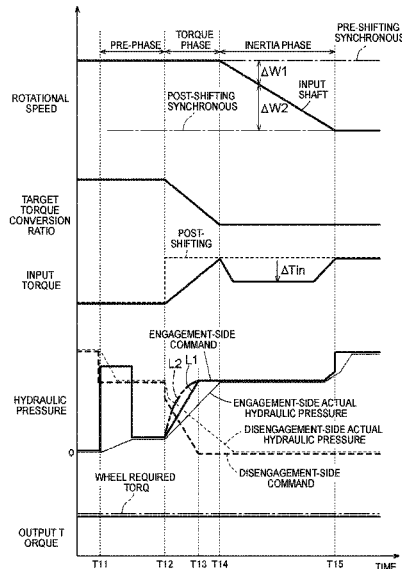 PRE-SHIFTING
SYNCHRONOUS
PRE-PHASE
TORQUE
PHASE
INERTIA PHASE
ROTATIONAL
SPEED
POST-SHIFTING
SYNCHRONOUS
ΔW1
ΔW2
INPUT
SHAFT
TARGET
TORQUE
CONVERSION
RATIO
POST-
SHIFTING
INPUT
TORQUE
ΔTin
ENGAGEMENT-SIDE
COMMAND
L2
L1
HYDRAULIC
PRESSURE
ENGAGEMENT-SIDE ACTUAL
HYDRAULIC PRESSURE
DISENGAGEMENT-SIDE ACTUAL
HYDRAULIC PRESSURE
0
DISENGAGEMENT-SIDE
COMMAND
WHEEL REQUIRED
TORQ
OUTPUT T
ORQUE
T11
T12
T13
T14
T15
TIME